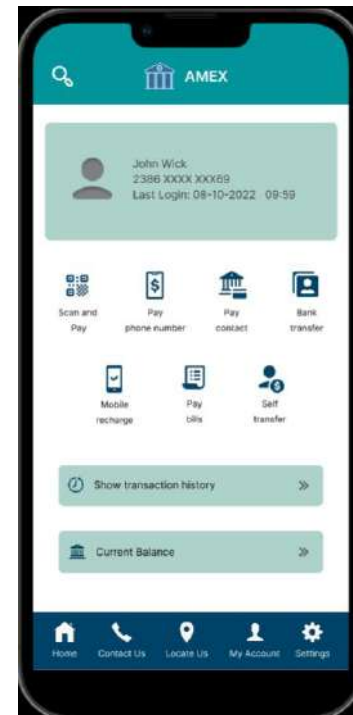 AMEX
John Wick
2386 XXXX XXX69
Last Login: 08-10-2022 09:59
Scan and Pay
Pay phone number
Pay contact
Bank transfer
Mobile recharge
Pay bills
Self transfer
Show transaction history
Current Balance
Home Contact Us Locate Us My Account Settings